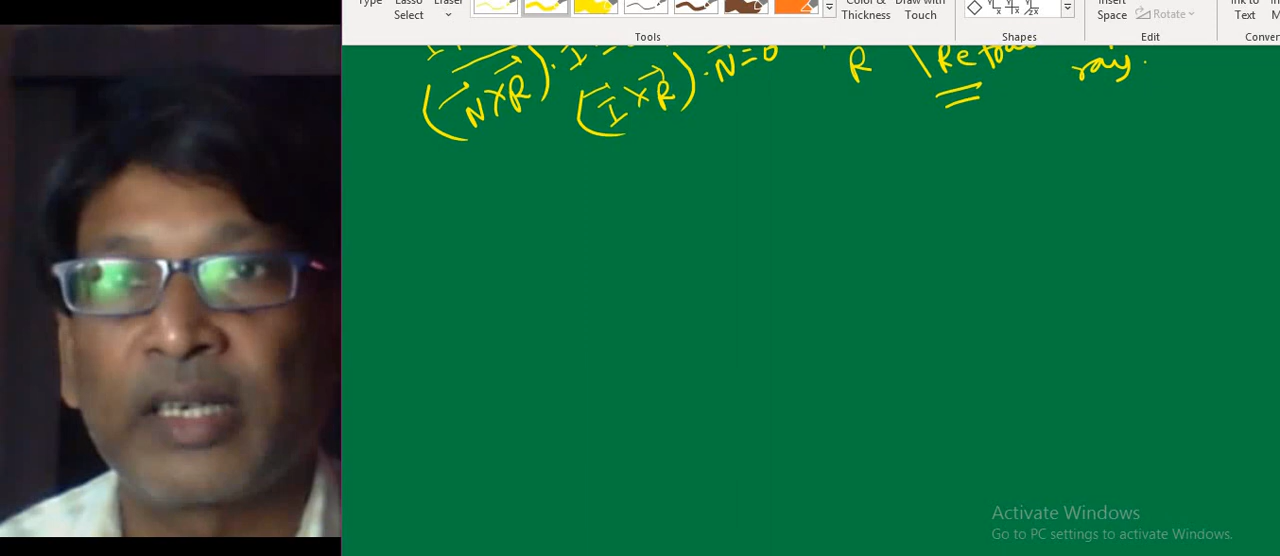 Type Lasso Select Eraser Color & Thickness Draw with Touch Insert Space Rotate Ink to Text
Tools Shapes Edit
(N⃗ × R⃗) · I⃗ (I⃗ × R⃗) · N⃗ = 0 R ray.
Activate Windows
Go to PC settings to activate Windows.